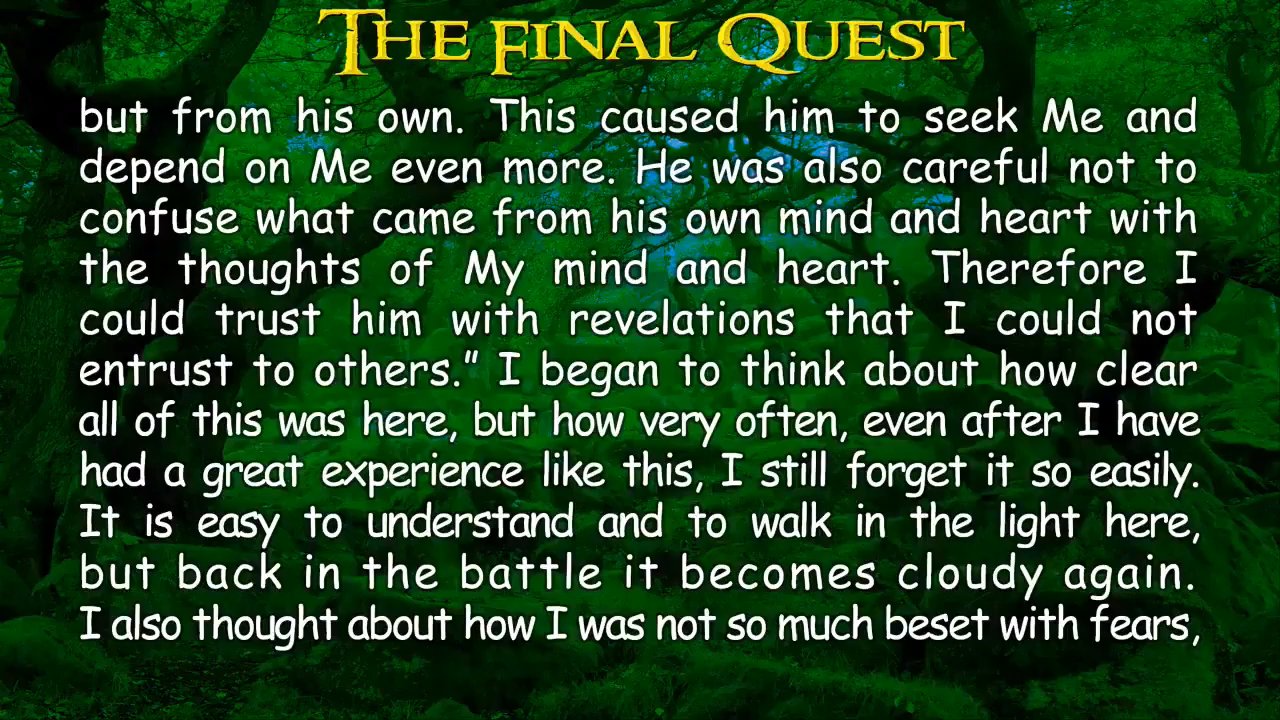 The Final Quest
but from his own. This caused him to seek Me and
depend on Me even more. He was also careful not to
confuse what came from his own mind and heart with
the thoughts of My mind and heart. Therefore I
could trust him with revelations that I could not
entrust to others.” I began to think about how clear
all of this was here, but how very often, even after I have
had a great experience like this, I still forget it so easily.
It is easy to understand and to walk in the light here,
but back in the battle it becomes cloudy again.
I also thought about how I was not so much beset with fears,